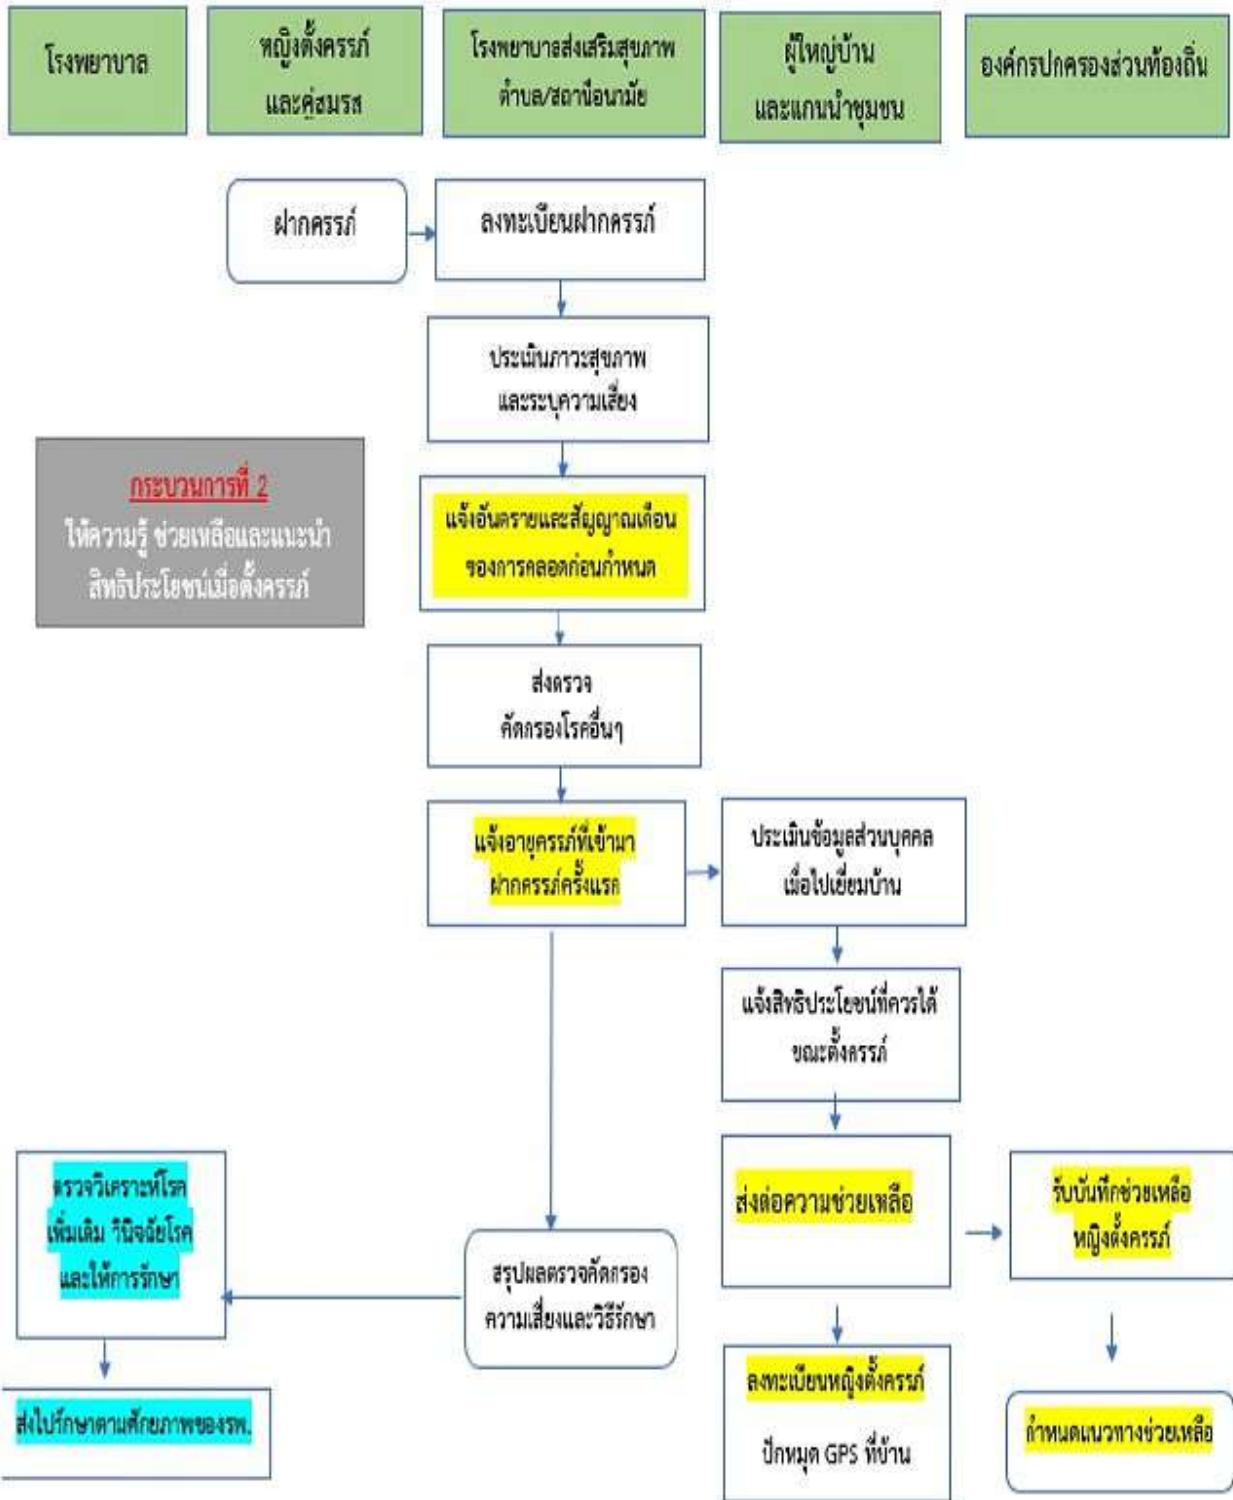 โรงพยาบาล
หญิงตั้งครรภ์
และคู่สมรส
โรงพยาบาลส่งเสริมสุขภาพ
ตำบล/สถานีอนามัย
ผู้ใหญ่บ้าน
และแกนนำชุมชน
องค์กรปกครองส่วนท้องถิ่น
ฝากครรภ์
ลงทะเบียนฝากครรภ์
ประเมินภาวะสุขภาพ
และระบุความเสี่ยง
กระบวนการที่ 2
ให้ความรู้ ช่วยเหลือและแนะนำ
สิทธิประโยชน์เมื่อตั้งครรภ์
แจ้งอันตรายและสัญญาณเตือน
ของการคลอดก่อนกำหนด
ส่งตรวจ
คัดกรองโรคอื่นๆ
แจ้งอายุครรภ์ที่เข้ามา
ฝากครรภ์ครั้งแรก
ประเมินข้อมูลส่วนบุคคล
เมื่อไปเยี่ยมบ้าน
แจ้งสิทธิประโยชน์ที่ควรได้
ขณะตั้งครรภ์
ตรวจวิเคราะห์โรค
เพิ่มเติม วินิจฉัยโรค
และให้การรักษา
สรุปผลตรวจคัดกรอง
ความเสี่ยงและวิธีรักษา
ส่งต่อความช่วยเหลือ
รับบันทึกช่วยเหลือ
หญิงตั้งครรภ์
ส่งไปรักษาตามศักยภาพของรพ.
ลงทะเบียนหญิงตั้งครรภ์
ปักหมุด GPS ที่บ้าน
กำหนดแนวทางช่วยเหลือ